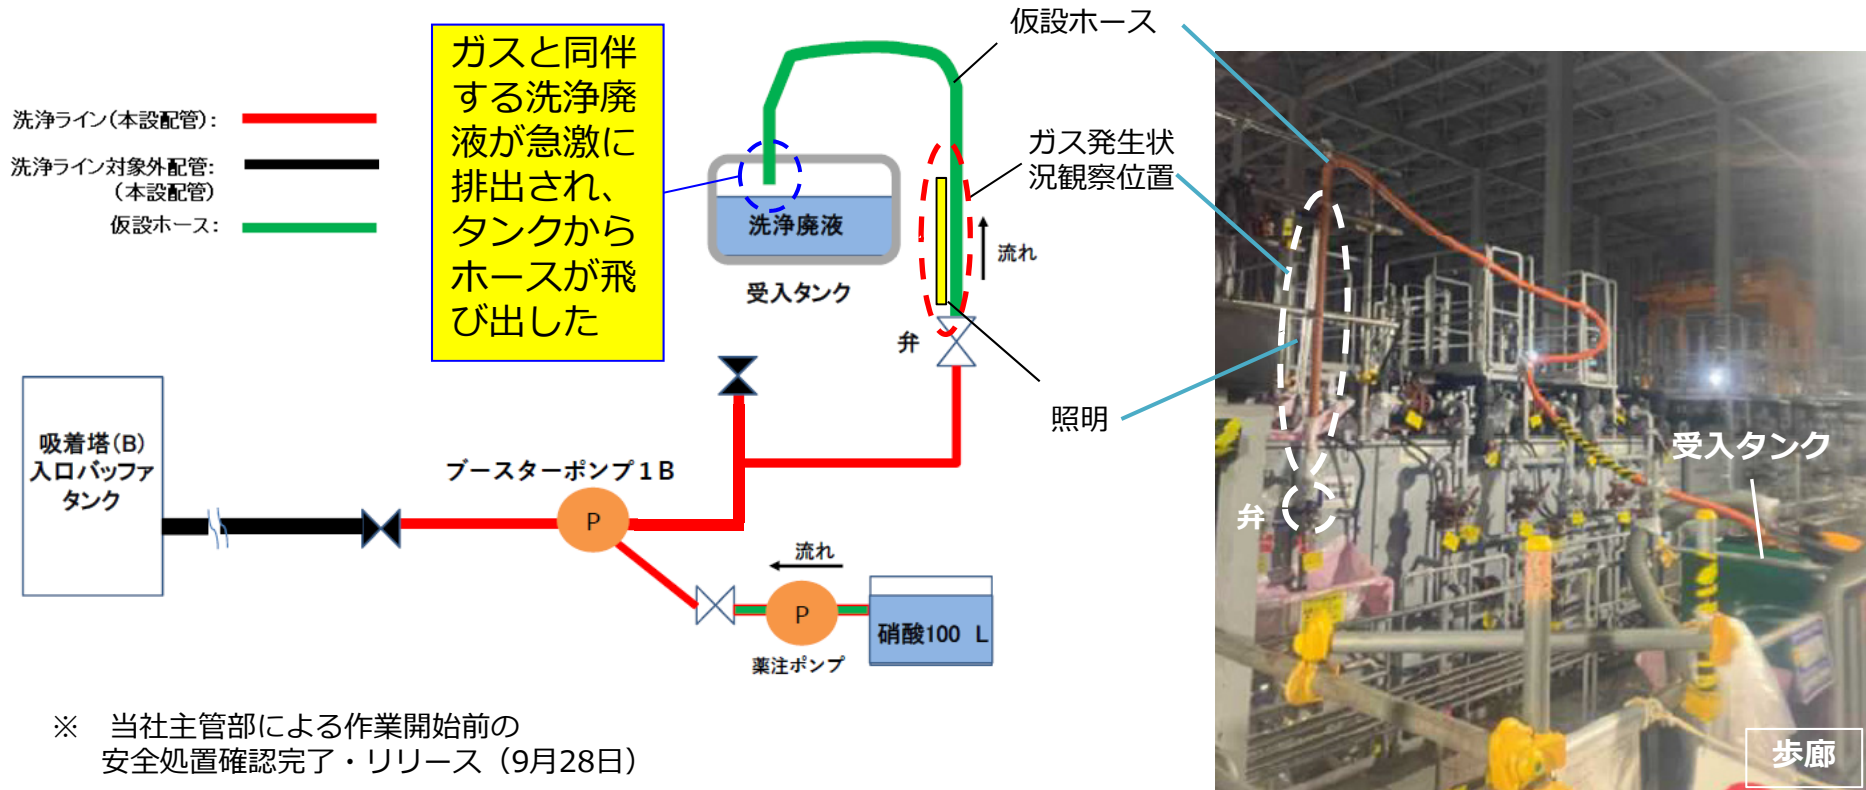 ガスと同伴
する洗浄廃
液が急激に
排出され、
タンクから
ホースが飛
び出した
洗浄ライン(本設配管):
洗浄ライン対象外配管:
(本設配管)
仮設ホース:
仮設ホース
ガス発生状
況観察位置
洗浄廃液
受入タンク
流れ
弁
照明
吸着塔(B)
入口バッファ
タンク
ブースターポンプ1B
P
流れ
P
薬注ポンプ
硝酸100 L
受入タンク
弁
歩廊
※ 当社主管部による作業開始前の
安全処置確認完了・リリース（9月28日）